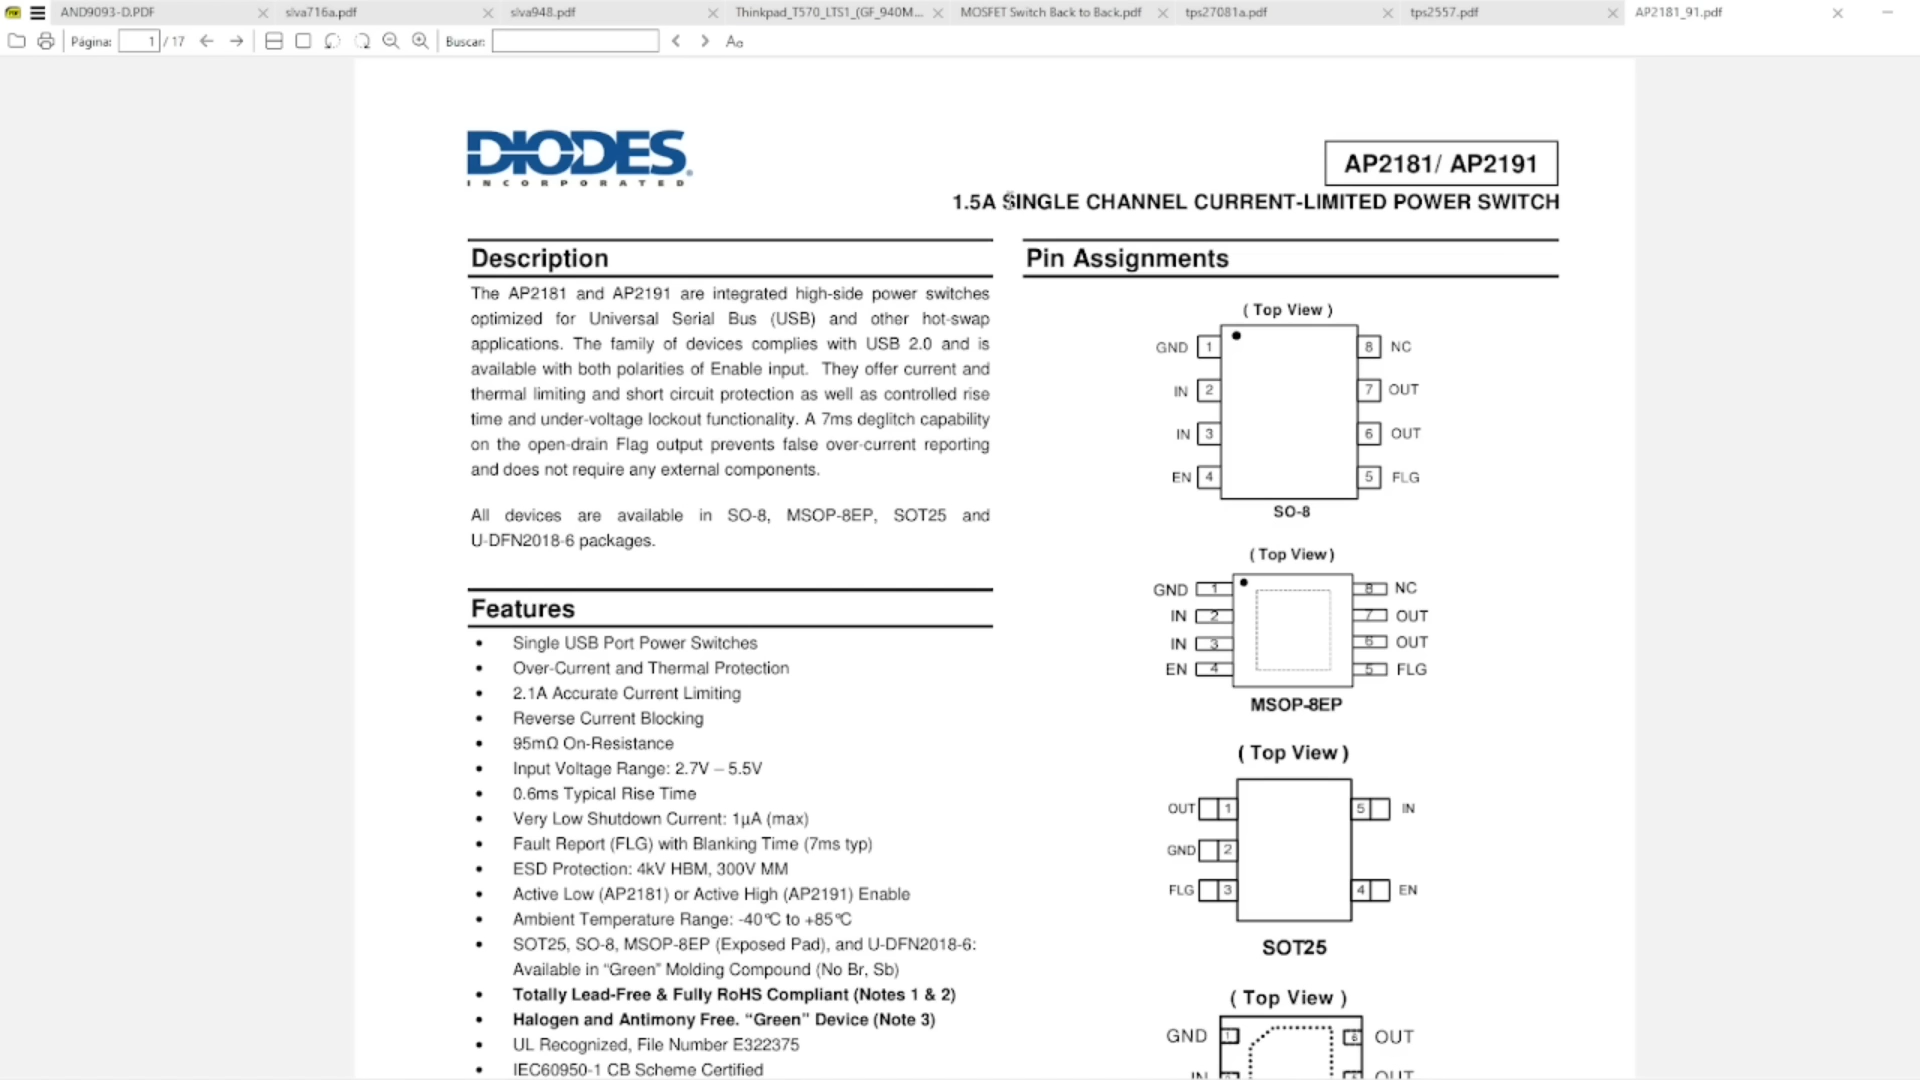 AND9093-D.PDF
slva716a.pdf
slva948.pdf
Thinkpad_T570_LTS1_(GF_940M...
MOSFET Switch Back to Back.pdf
tps27081a.pdf
tps2557.pdf
AP2181_91.pdf
Página: 1 / 17
Buscar:
Aa
DIODES
INCORPORATED
AP2181/ AP2191
1.5A SINGLE CHANNEL CURRENT-LIMITED POWER SWITCH
Description
The AP2181 and AP2191 are integrated high-side power switches
optimized for Universal Serial Bus (USB) and other hot-swap
applications. The family of devices complies with USB 2.0 and is
available with both polarities of Enable input. They offer current and
thermal limiting and short circuit protection as well as controlled rise
time and under-voltage lockout functionality. A 7ms deglitch capability
on the open-drain Flag output prevents false over-current reporting
and does not require any external components.
All devices are available in SO-8, MSOP-8EP, SOT25 and
U-DFN2018-6 packages.
Features
• Single USB Port Power Switches
• Over-Current and Thermal Protection
• 2.1A Accurate Current Limiting
• Reverse Current Blocking
• 95mΩ On-Resistance
• Input Voltage Range: 2.7V – 5.5V
• 0.6ms Typical Rise Time
• Very Low Shutdown Current: 1µA (max)
• Fault Report (FLG) with Blanking Time (7ms typ)
• ESD Protection: 4kV HBM, 300V MM
• Active Low (AP2181) or Active High (AP2191) Enable
• Ambient Temperature Range: -40°C to +85°C
• SOT25, SO-8, MSOP-8EP (Exposed Pad), and U-DFN2018-6:
Available in “Green” Molding Compound (No Br, Sb)
• Totally Lead-Free & Fully RoHS Compliant (Notes 1 & 2)
• Halogen and Antimony Free. “Green” Device (Note 3)
• UL Recognized, File Number E322375
• IEC60950-1 CB Scheme Certified
Pin Assignments
( Top View )
GND 1 8 NC
IN 2 7 OUT
IN 3 6 OUT
EN 4 5 FLG
SO-8
( Top View )
GND 1 8 NC
IN 2 7 OUT
IN 3 6 OUT
EN 4 5 FLG
MSOP-8EP
( Top View )
OUT 1 5 IN
GND 2
FLG 3 4 EN
SOT25
( Top View )
GND 1 6 OUT
IN OUT